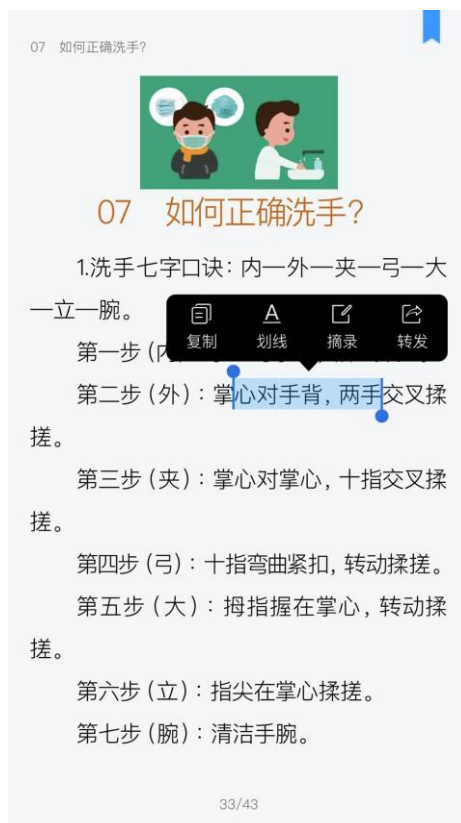 07 如何正确洗手?
07 如何正确洗手?
1.洗手七字口诀：内—外—夹—弓—大
—立—腕。
复制 划线 摘录 转发
第一步（内
第二步（外）：掌心对手背，两手交叉揉
搓。
第三步（夹）：掌心对掌心，十指交叉揉
搓。
第四步（弓）：十指弯曲紧扣，转动揉搓。
第五步（大）：拇指握在掌心，转动揉
搓。
第六步（立）：指尖在掌心揉搓。
第七步（腕）：清洁手腕。
33/43